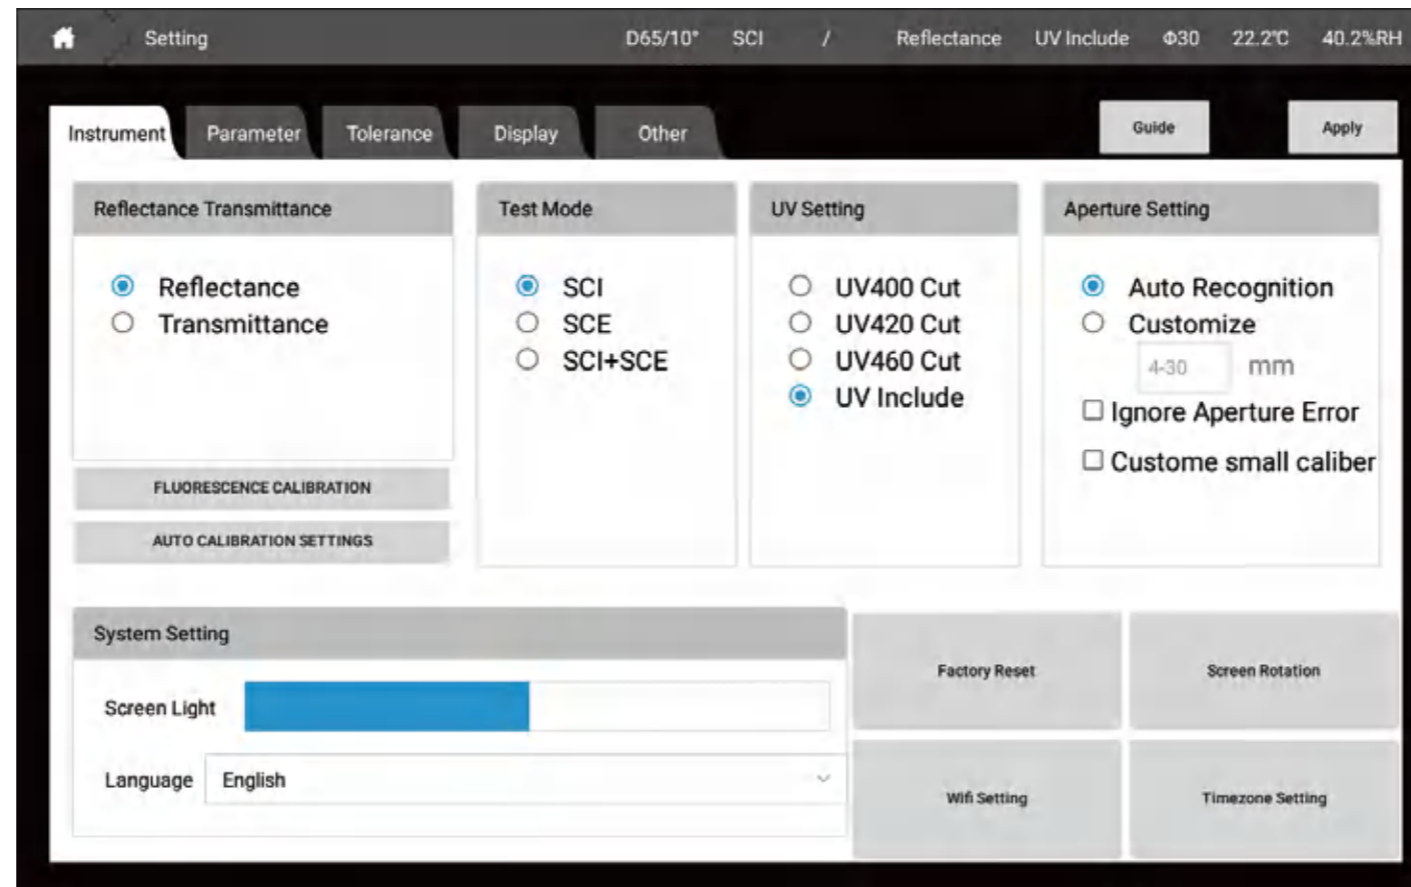 Setting D65/10° SCI / Reflectance UV Include Φ30 22.2℃ 40.2%RH
Instrument Parameter Tolerance Display Other Guide Apply
Reflectance Transmittance
Reflectance
Transmittance
FLUORESCENCE CALIBRATION
AUTO CALIBRATION SETTINGS
Test Mode
SCI
SCE
SCI+SCE
UV Setting
UV400 Cut
UV420 Cut
UV460 Cut
UV Include
Aperture Setting
Auto Recognition
Customize
4-30 mm
Ignore Aperture Error
Custome small caliber
System Setting
Screen Light
Language English
Factory Reset
Screen Rotation
Wifi Setting
Timezone Setting